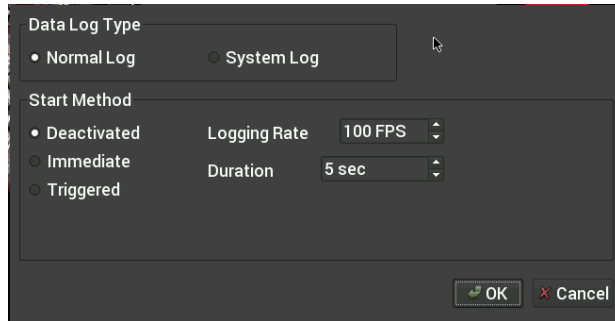 Data Log Type
Normal Log System Log
Start Method
Deactivated Logging Rate 100 FPS
Immediate
Duration 5 sec
Triggered
OK Cancel